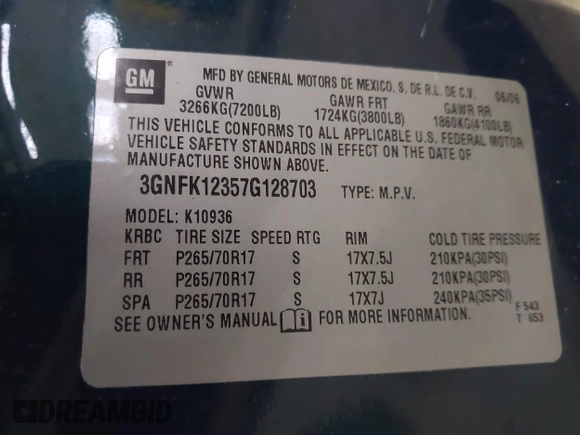 GM
MFD BY GENERAL MOTORS DE MEXICO, S. DE R.L. DE C.V. 06/06
GVWR GAWR FRT GAWR RR
3266KG(7200LB) 1724KG(3800LB) 1860KG(4100LB)
THIS VEHICLE CONFORMS TO ALL APPLICABLE U.S. FEDERAL MOTOR
VEHICLE SAFETY STANDARDS IN EFFECT ON THE DATE OF
MANUFACTURE SHOWN ABOVE.
3GNFK12357G128703 TYPE: M.P.V.
MODEL: K10936
KRBC TIRE SIZE SPEED RTG RIM COLD TIRE PRESSURE
FRT P265/70R17 S 17X7.5J 210KPA(30PSI)
RR P265/70R17 S 17X7.5J 210KPA(30PSI)
SPA P265/70R17 S 17X7J 240KPA(35PSI)
SEE OWNER'S MANUAL FOR MORE INFORMATION.
F 543
T 653
DREAMBID